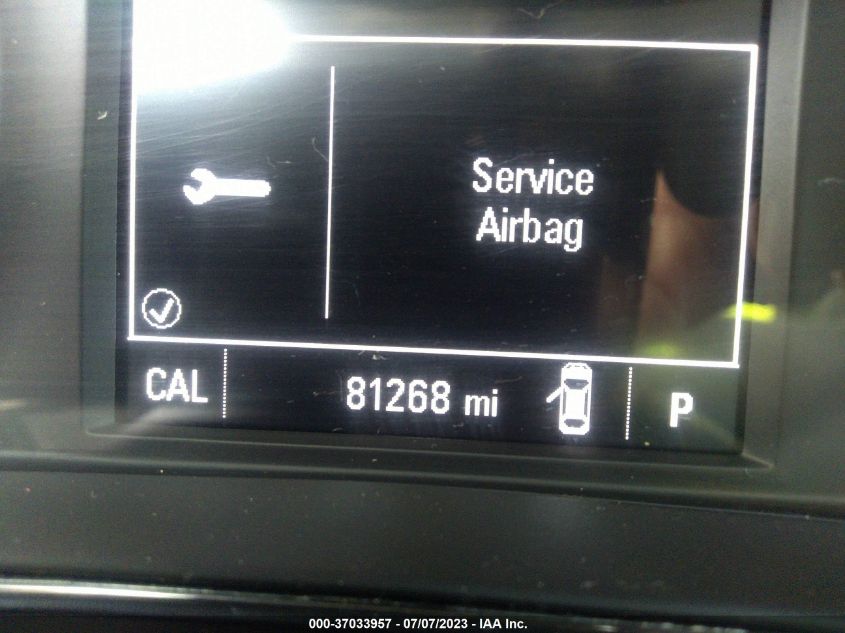 Service
Airbag
CAL
81268 mi
P
000-37033957 - 07/07/2023 - IAA Inc.